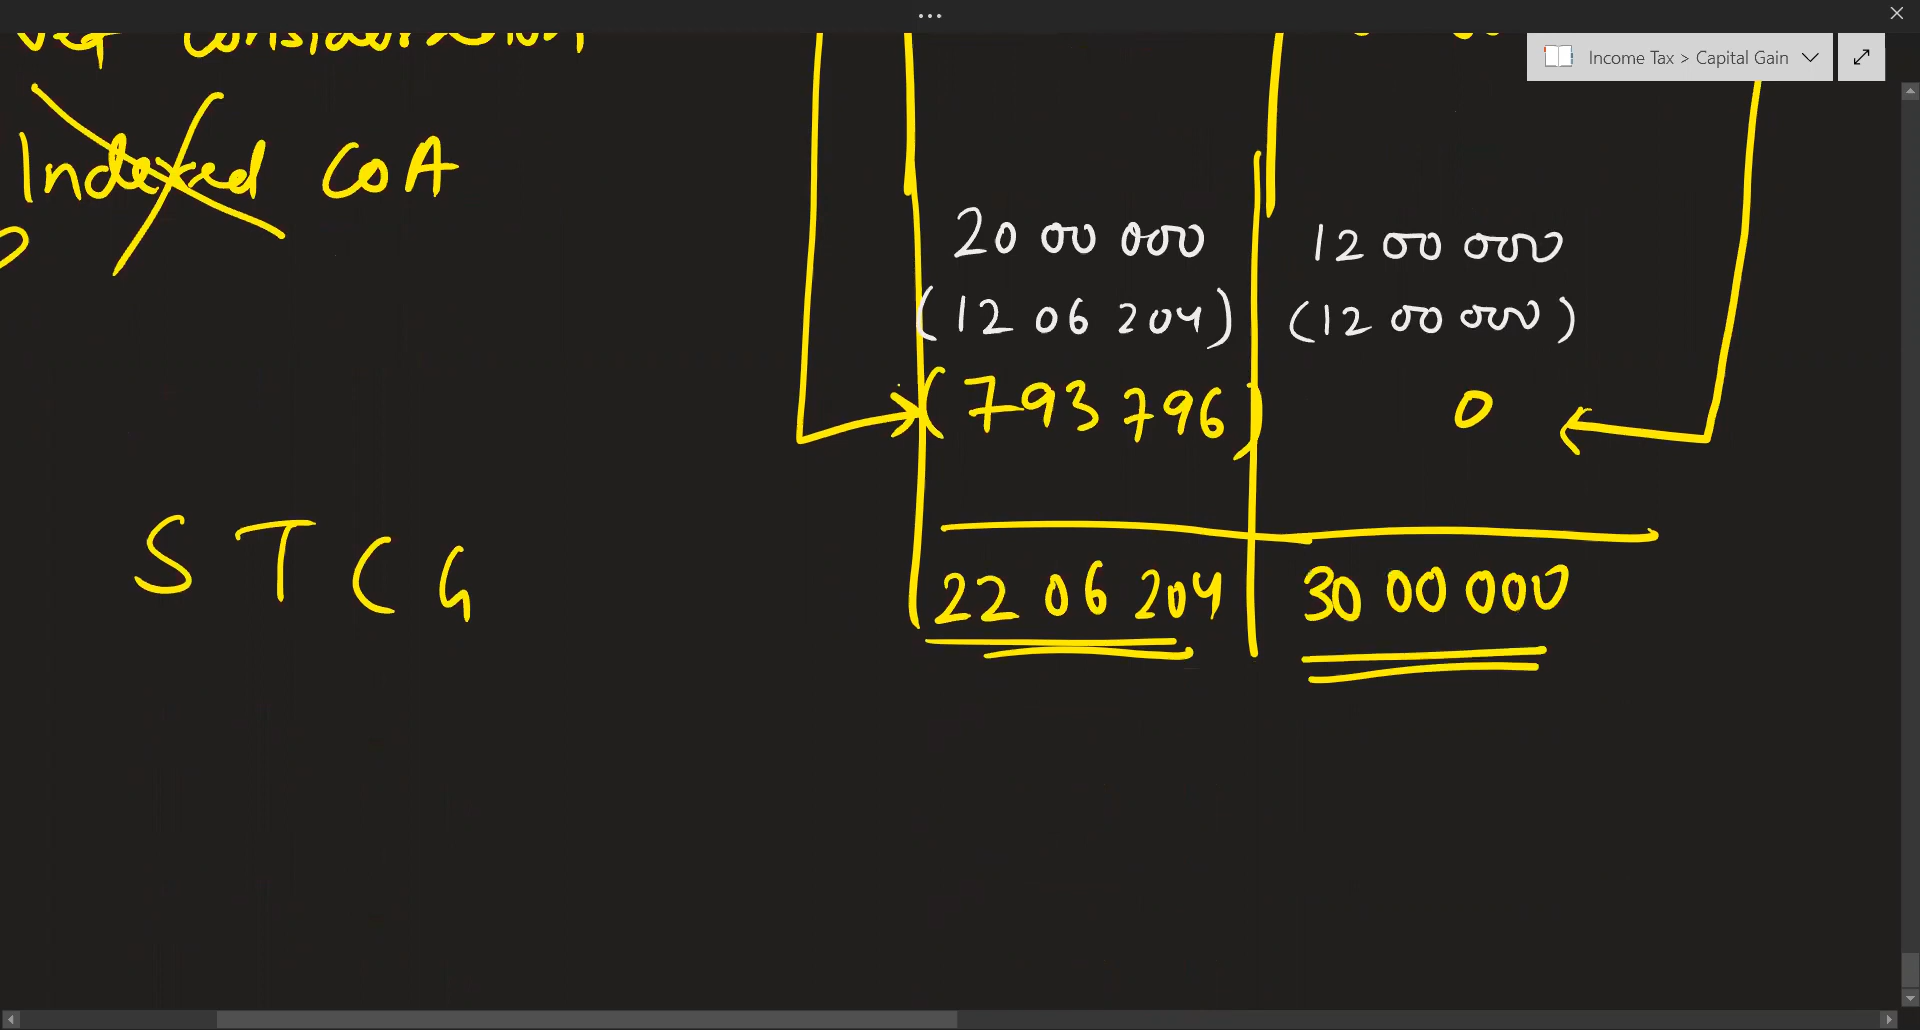 Income Tax > Capital Gain
Indexed COA
20 00 000
12 00 000
(12 06 204)
(12 00 000)
(793 796)
0
STCG
22 06 204
30 00 000